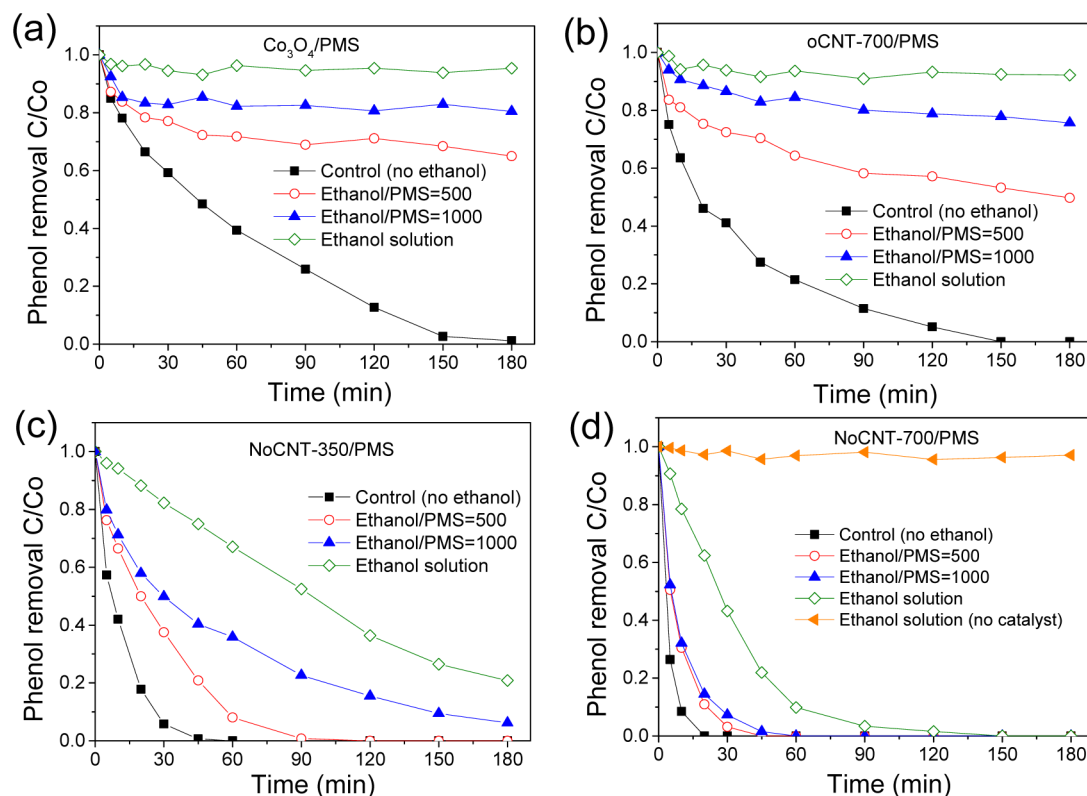 (a)
Co₃O₄/PMS
Phenol removal C/Co
1.0
0.8
0.6
0.4
0.2
0.0
Control (no ethanol)
Ethanol/PMS=500
Ethanol/PMS=1000
Ethanol solution
0 30 60 90 120 150 180
Time (min)
(b)
oCNT-700/PMS
Phenol removal C/Co
1.0
0.8
0.6
0.4
0.2
0.0
Control (no ethanol)
Ethanol/PMS=500
Ethanol/PMS=1000
Ethanol solution
0 30 60 90 120 150 180
Time (min)
(c)
NoCNT-350/PMS
Phenol removal C/Co
1.0
0.8
0.6
0.4
0.2
0.0
Control (no ethanol)
Ethanol/PMS=500
Ethanol/PMS=1000
Ethanol solution
0 30 60 90 120 150 180
Time (min)
(d)
NoCNT-700/PMS
Phenol removal C/Co
1.0
0.8
0.6
0.4
0.2
0.0
Control (no ethanol)
Ethanol/PMS=500
Ethanol/PMS=1000
Ethanol solution
Ethanol solution (no catalyst)
0 30 60 90 120 150 180
Time (min)